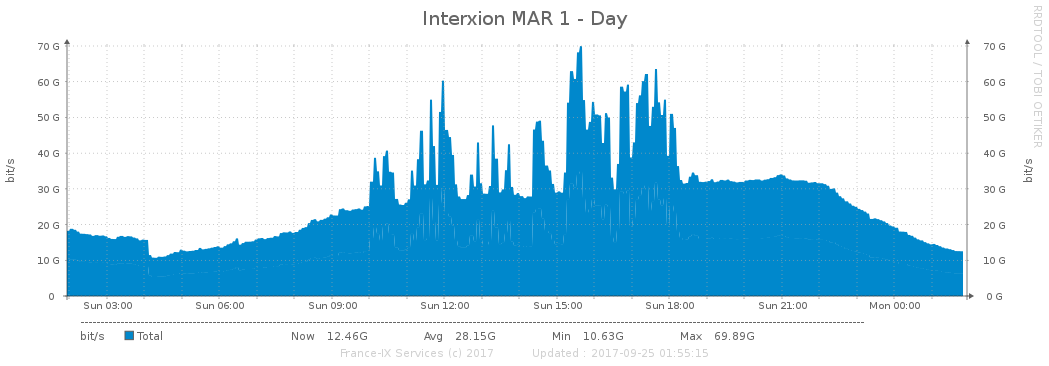 Interxion MAR 1 - Day
RRDTOOL / TOBI OETIKER
70 G 70 G
60 G 60 G
50 G 50 G
40 G 40 G
30 G 30 G
20 G 20 G
10 G 10 G
0 0 G
bit/s bit/s
Sun 03:00 Sun 06:00 Sun 09:00 Sun 12:00 Sun 15:00 Sun 18:00 Sun 21:00 Mon 00:00
bit/s Total Now 12.46G Avg 28.15G Min 10.63G Max 69.89G
France-IX Services (c) 2017 Updated : 2017-09-25 01:55:15